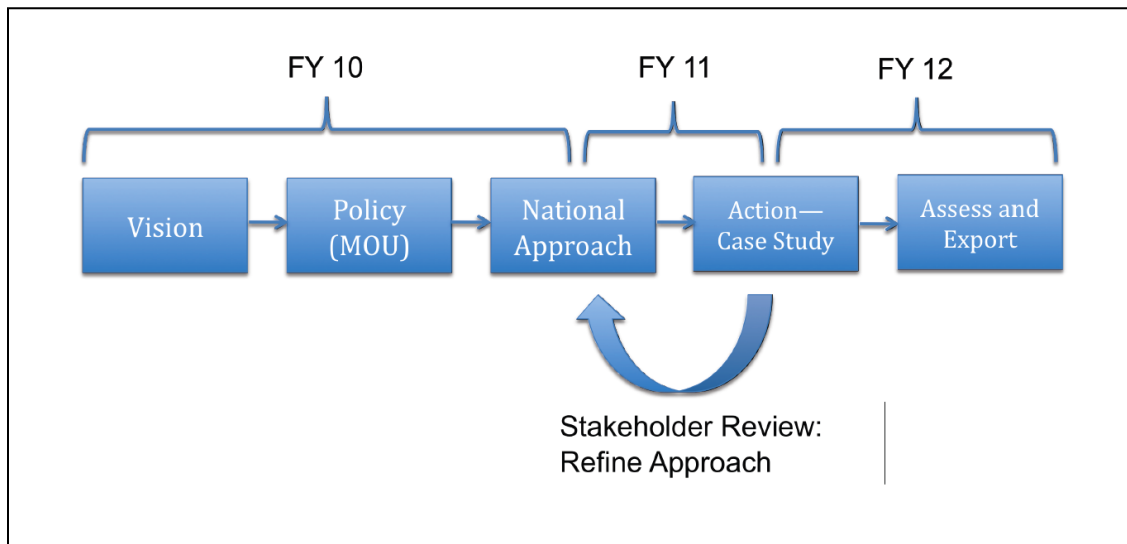 FY 10
FY 11
FY 12
Vision
Policy
(MOU)
National
Approach
Action—
Case Study
Assess and
Export
Stakeholder Review:
Refine Approach